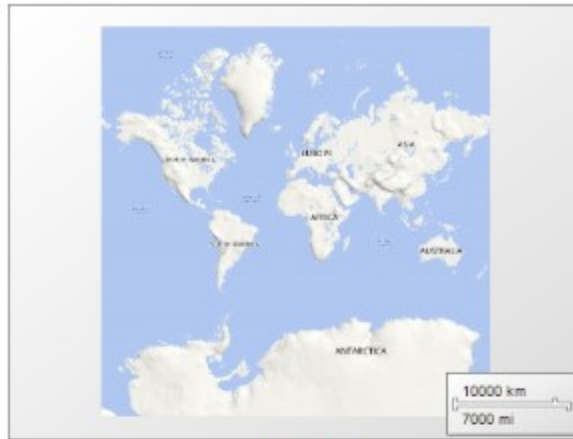 EUROPE
ASIA
NORTH AMERICA
AFRICA
SOUTH AMERICA
AUSTRALIA
ANTARCTICA
10000 km
7000 mi